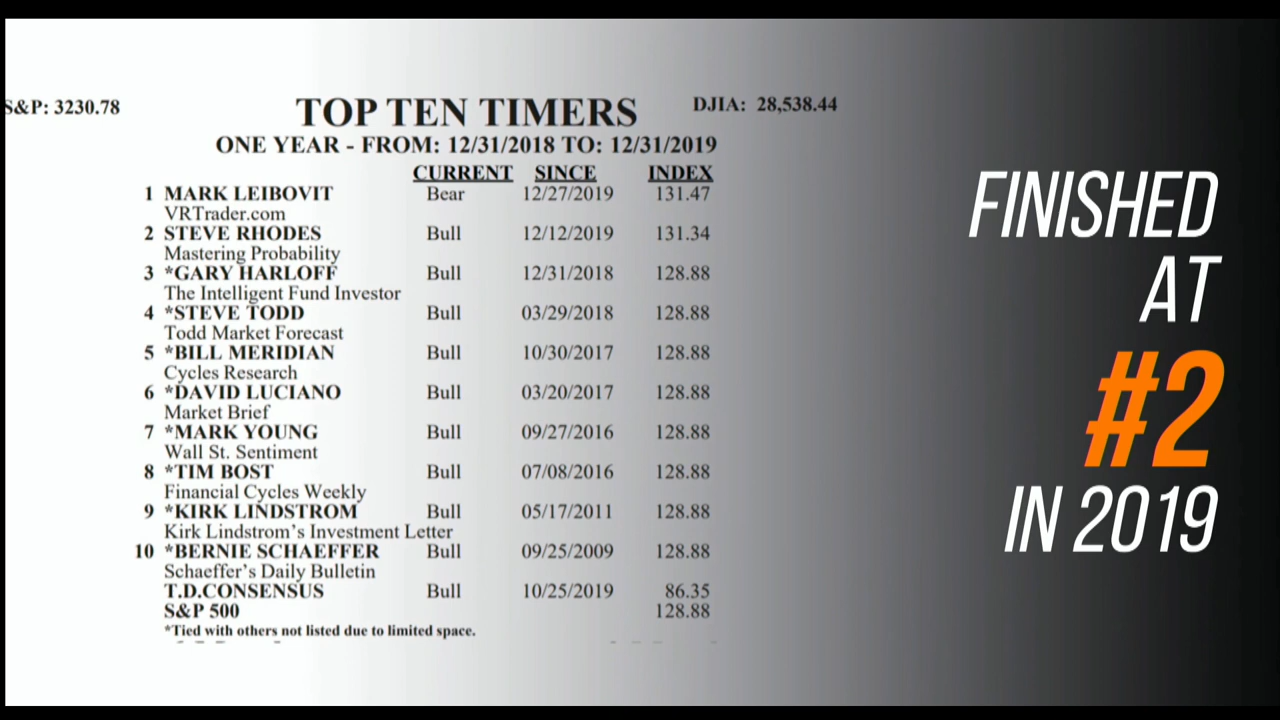 S&P: 3230.78
TOP TEN TIMERS
DJIA: 28,538.44
ONE YEAR - FROM: 12/31/2018 TO: 12/31/2019
CURRENT SINCE INDEX
1 MARK LEIBOVIT Bear 12/27/2019 131.47
VRTrader.com
2 STEVE RHODES Bull 12/12/2019 131.34
Mastering Probability
3 *GARY HARLOFF Bull 12/31/2018 128.88
The Intelligent Fund Investor
4 *STEVE TODD Bull 03/29/2018 128.88
Todd Market Forecast
5 *BILL MERIDIAN Bull 10/30/2017 128.88
Cycles Research
6 *DAVID LUCIANO Bull 03/20/2017 128.88
Market Brief
7 *MARK YOUNG Bull 09/27/2016 128.88
Wall St. Sentiment
8 *TIM BOST Bull 07/08/2016 128.88
Financial Cycles Weekly
9 *KIRK LINDSTROM Bull 05/17/2011 128.88
Kirk Lindstrom's Investment Letter
10 *BERNIE SCHAEFFER Bull 09/25/2009 128.88
Schaeffer's Daily Bulletin
T.D.CONSENSUS Bull 10/25/2019 86.35
S&P 500 128.88
*Tied with others not listed due to limited space.
FINISHED
AT
#2
IN 2019